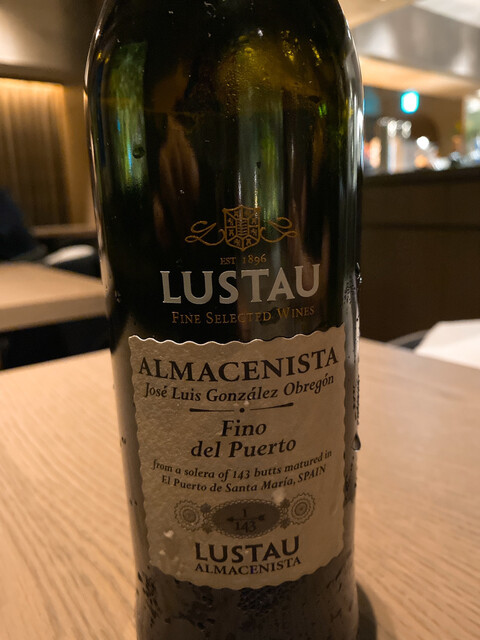 EST 1896
LUSTAU
FINE SELECTED WINES
ALMACENISTA
José Luis González Obregón
Fino
del Puerto
from a solera of 143 butts matured in
El Puerto de Santa María, SPAIN
1
143
LUSTAU
ALMACENISTA